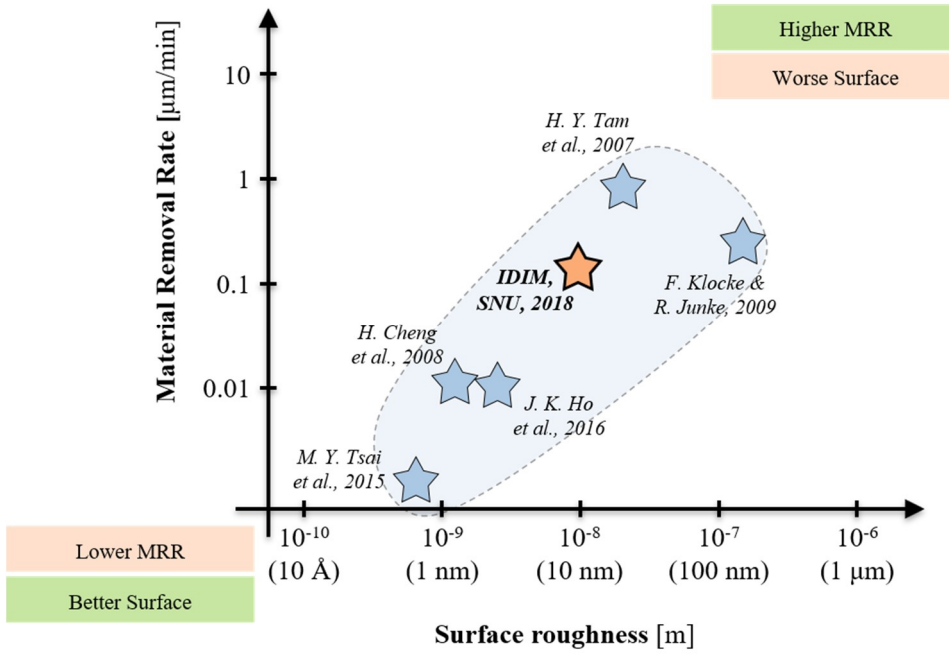 Higher MRR
Worse Surface
Material Removal Rate [μm/min]
10
1
0.1
0.01
H. Y. Tam
et al., 2007
IDIM,
SNU, 2018
F. Klocke &
R. Junke, 2009
H. Cheng
et al., 2008
J. K. Ho
et al., 2016
M. Y. Tsai
et al., 2015
Lower MRR
Better Surface
10⁻¹⁰ 10⁻⁹ 10⁻⁸ 10⁻⁷ 10⁻⁶
(10 Å) (1 nm) (10 nm) (100 nm) (1 μm)
Surface roughness [m]